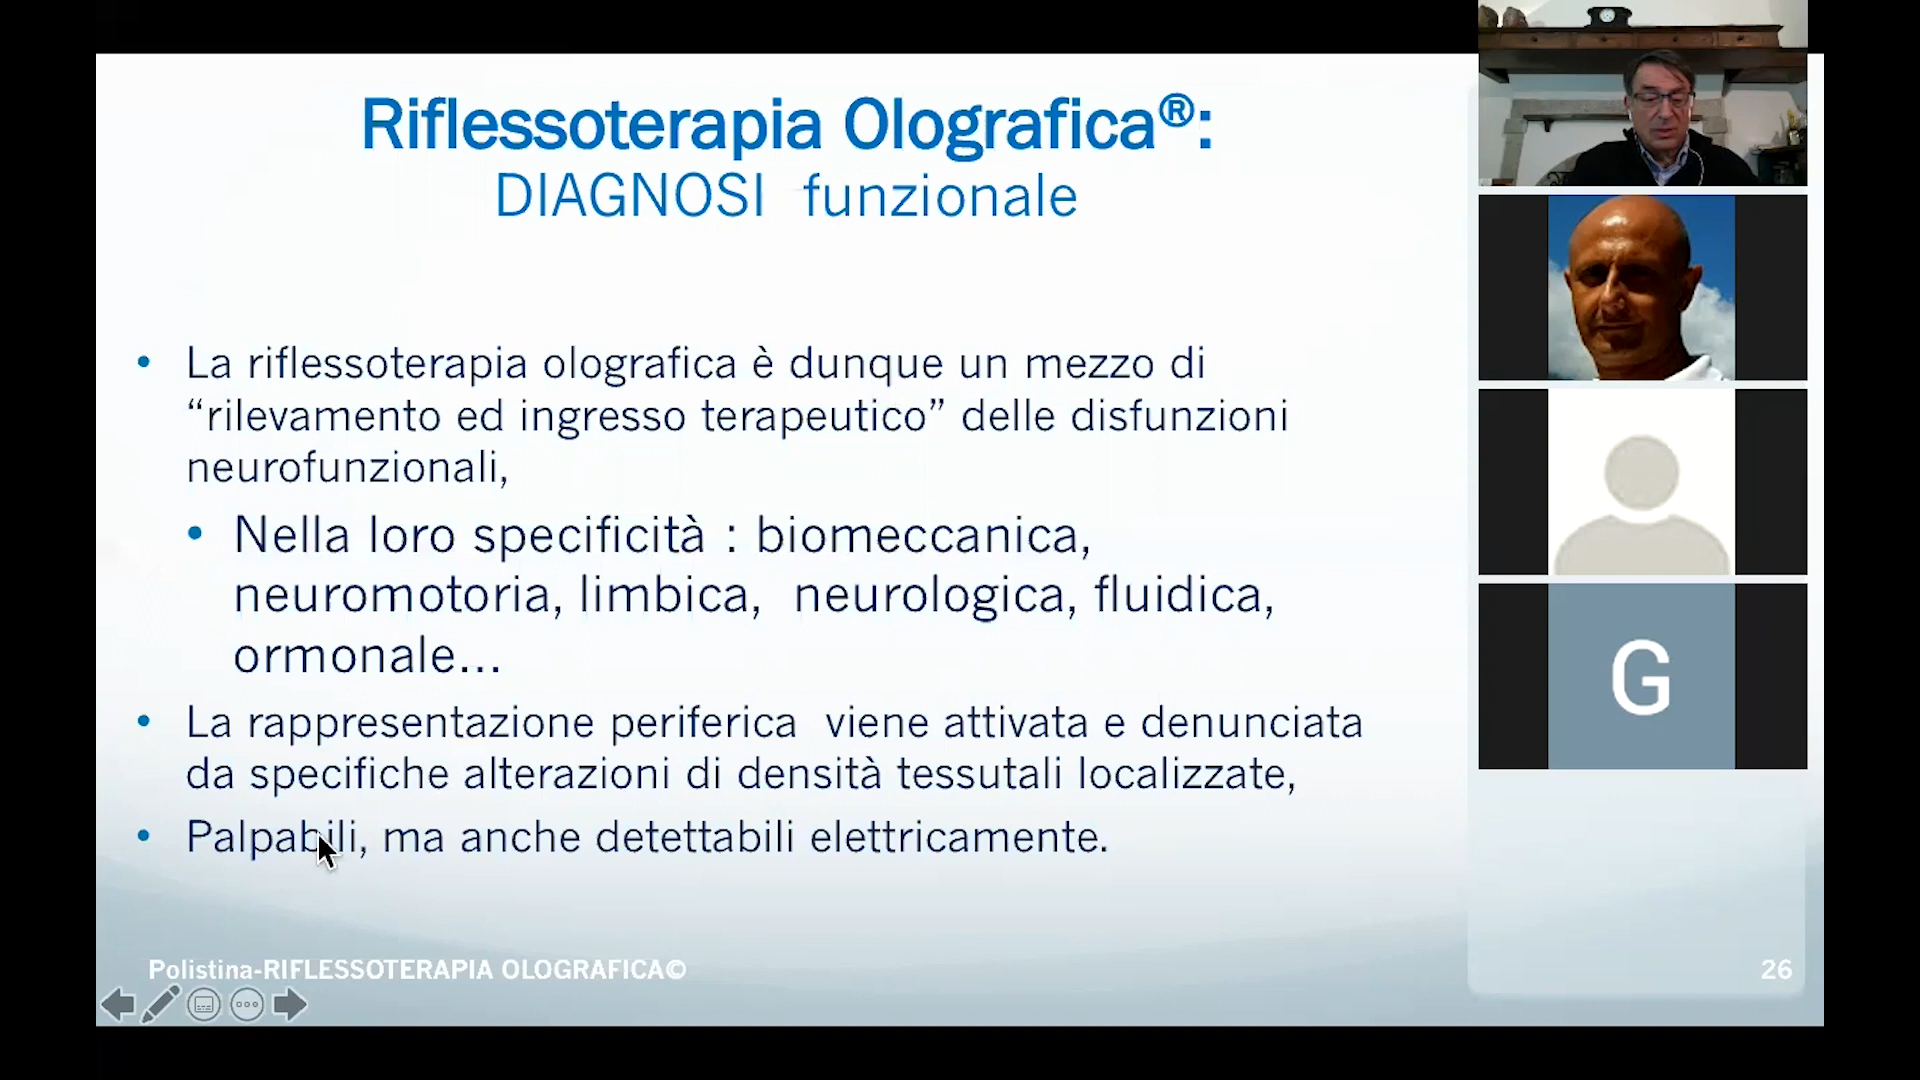 Riflessoterapia Olografica®:
DIAGNOSI funzionale
• La riflessoterapia olografica è dunque un mezzo di
“rilevamento ed ingresso terapeutico” delle disfunzioni
neurofunzionali,
• Nella loro specificità : biomeccanica,
neuromotoria, limbica, neurologica, fluidica,
ormonale...
• La rappresentazione periferica viene attivata e denunciata
da specifiche alterazioni di densità tessutali localizzate,
• Palpabili, ma anche detettabili elettricamente.
Polistina-RIFLESSOTERAPIA OLOGRAFICA©
26
G